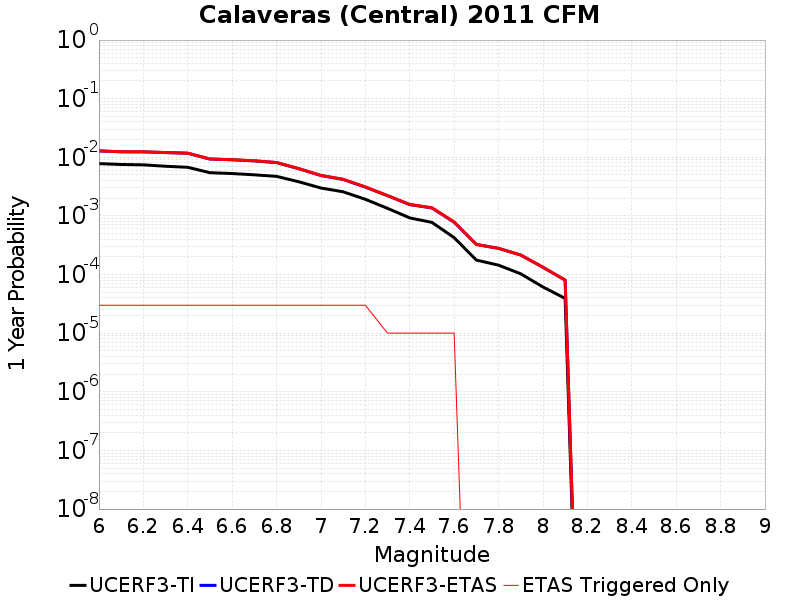 Calaveras (Central) 2011 CFM
10^0
10^-1
10^-2
10^-3
10^-4
10^-5
10^-6
10^-7
10^-8
1 Year Probability
6 6.2 6.4 6.6 6.8 7 7.2 7.4 7.6 7.8 8 8.2 8.4 8.6 8.8 9
Magnitude
UCERF3-TI UCERF3-TD UCERF3-ETAS ETAS Triggered Only